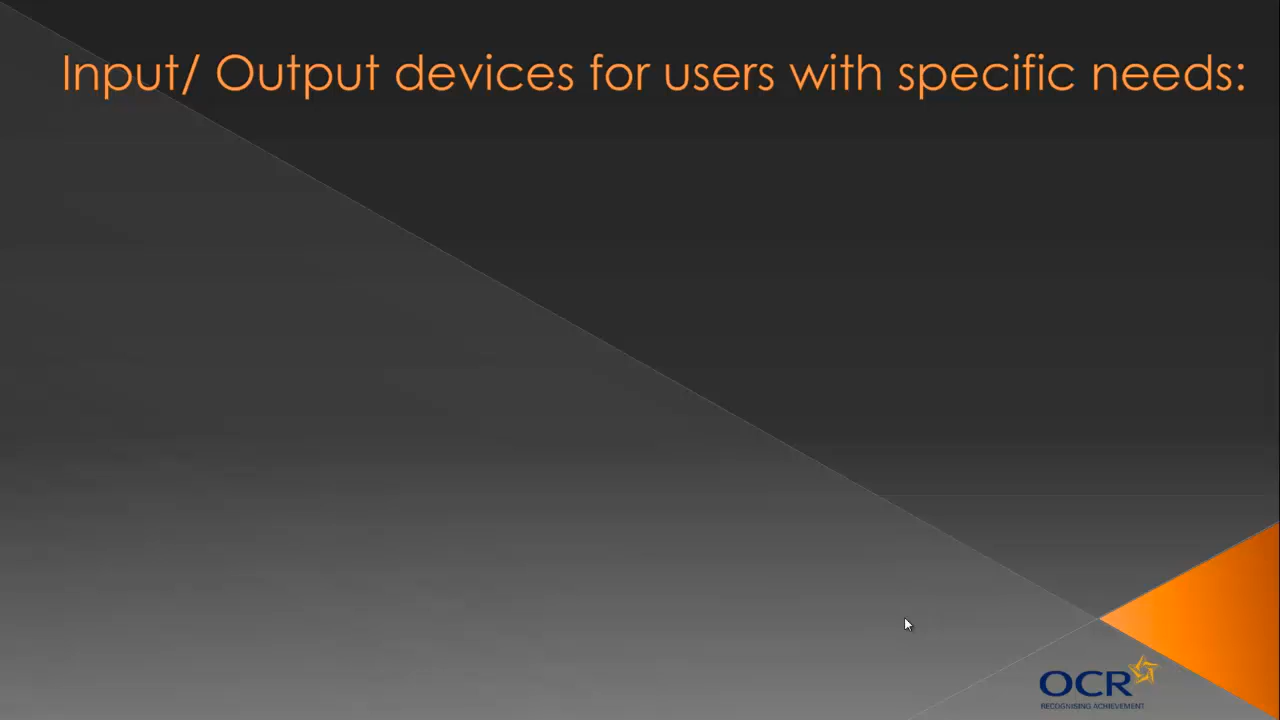 Input/ Output devices for users with specific needs:
OCR
RECOGNISING ACHIEVEMENT